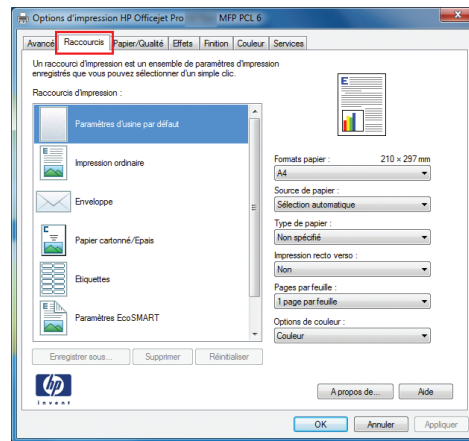 Options d'impression HP Officejet Pro MFP PCL 6
Avancé Raccourcis Papier/Qualité Effets Finition Couleur Services
Un raccourci d'impression est un ensemble de paramètres d'impression
enregistrés que vous pouvez sélectionner d'un simple clic.
Raccourcis d'impression :
Paramètres d'usine par défaut
Impression ordinaire
Enveloppe
Papier cartonné/Epais
Etiquettes
Paramètres EcoSMART
Enregistrer sous... Supprimer Réinitialiser
Formats papier : 210 × 297 mm
A4
Source de papier :
Sélection automatique
Type de papier :
Non spécifié
Impression recto verso :
Non
Pages par feuille :
1 page par feuille
Options de couleur :
Couleur
hp
invent
A propos de... Aide
OK Annuler Appliquer